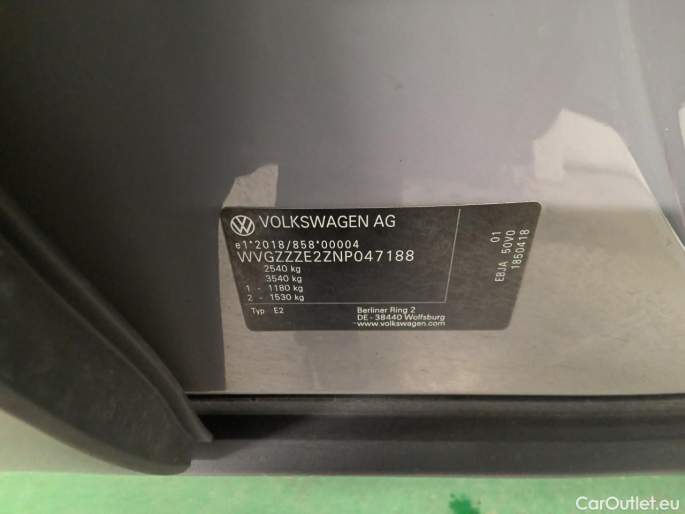 VOLKSWAGEN AG
e1*2018/858*00004
WVGZZZE2ZNP047188
2540 kg
3540 kg
1 - 1180 kg
2 - 1530 kg
Typ E2
Berliner Ring 2
DE - 38440 Wolfsburg
www.volkswagen.com
01
EBJA 50V0
1850418
CarOutlet.eu